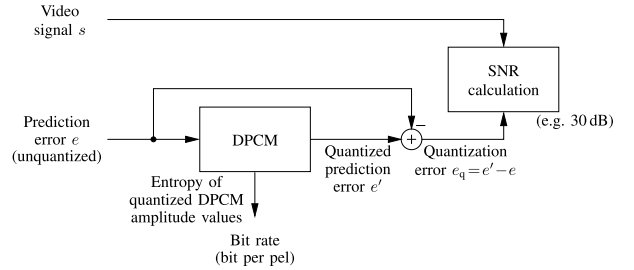 Video
signal s
SNR
calculation
(e.g. 30 dB)
Prediction
error e
(unquantized)
DPCM
−
+
Quantized
prediction
error e′
Quantization
error e_q = e′ − e
Entropy of
quantized DPCM
amplitude values
Bit rate
(bit per pel)